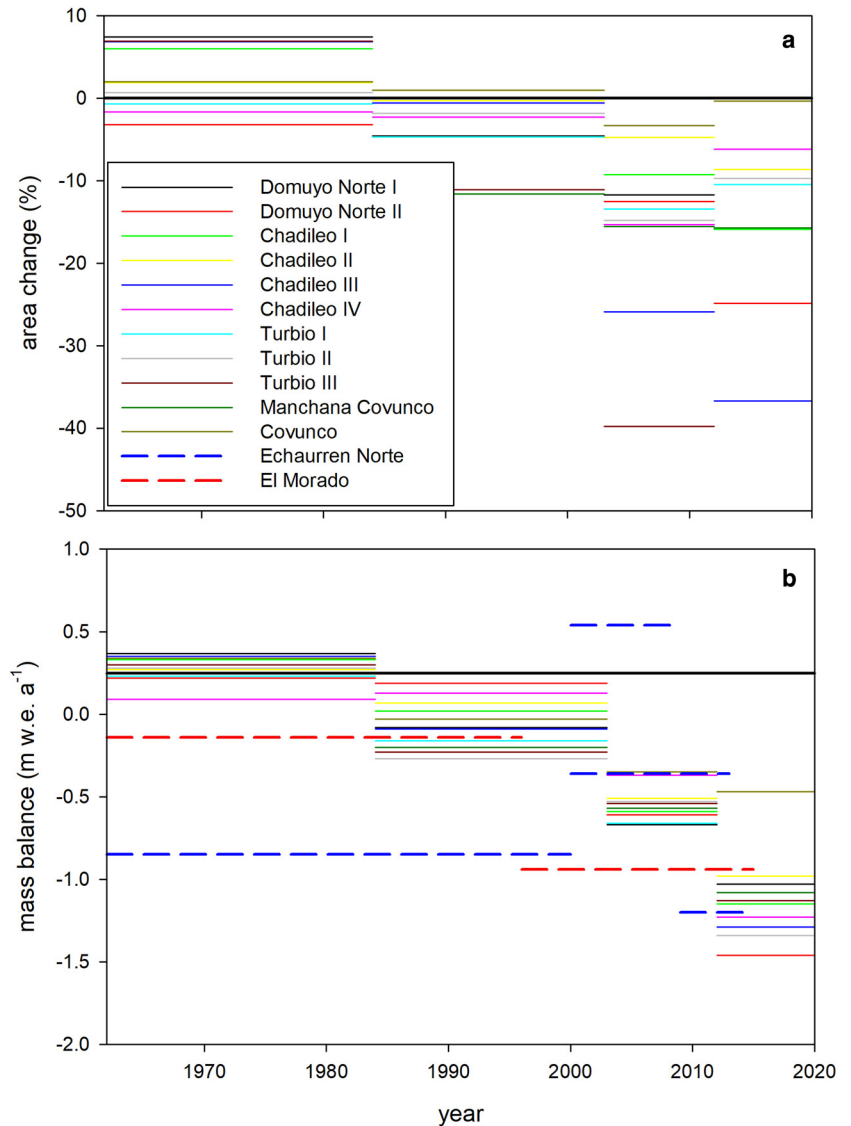 10
a
0
-10
-20
-30
-40
-50
area change (%)
Domuyo Norte I
Domuyo Norte II
Chadileo I
Chadileo II
Chadileo III
Chadileo IV
Turbio I
Turbio II
Turbio III
Manchana Covunco
Covunco
Echaurren Norte
El Morado
1.0
b
0.5
0.0
-0.5
-1.0
-1.5
-2.0
mass balance (m w.e. a-1)
1970 1980 1990 2000 2010 2020
year